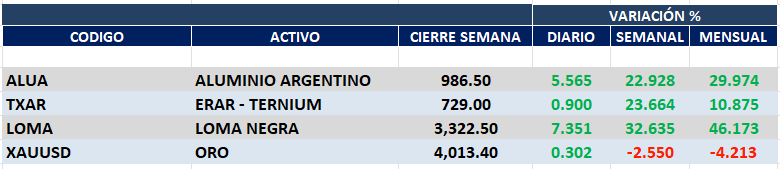 VARIACIÓN %
CODIGO ACTIVO CIERRE SEMANA DIARIO SEMANAL MENSUAL
ALUA ALUMINIO ARGENTINO 986.50 5.565 22.928 29.974
TXAR ERAR - TERNIUM 729.00 0.900 23.664 10.875
LOMA LOMA NEGRA 3,322.50 7.351 32.635 46.173
XAUUSD ORO 4,013.40 0.302 -2.550 -4.213